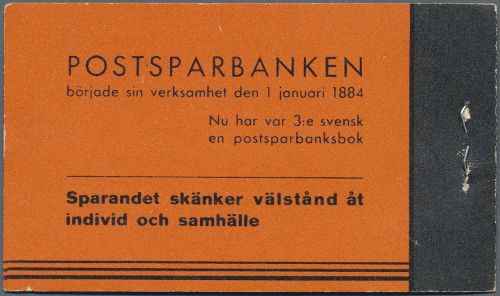 POSTSPARBANKEN
började sin verksamhet den 1 januari 1884
Nu har var 3:e svensk
en postsparbanksbok
Sparandet skänker välstånd åt
individ och samhälle